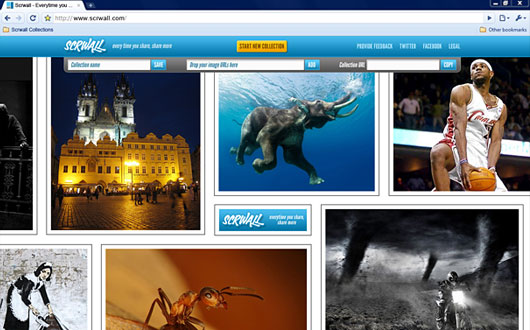 Scrwall - Everytime you ...
http://www.scrwall.com/
Scrwall Collections
Other bookmarks
SCRWALL
every time you share, share more
START NEW COLLECTION
PROVIDE FEEDBACK
TWITTER
FACEBOOK
LEGAL
Collection name
SAVE
Drop your image URLs here
ADD
Collection URL
COPY
SCRWALL
everytime you share,
share more